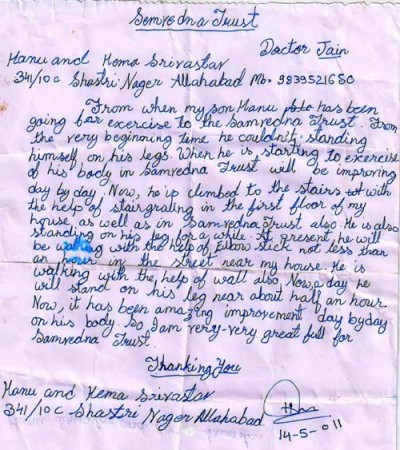 Semvedna Trust
Doctor Jain
Hanu and Hema Srivastav
341/10c Shastri Nager Allahabad Mb. 9839521680
From when my son Hanu has been
going for exercise to the Samvedna Trust. From
the very beginning time he couldn't standing
himself on his legs. When he is starting to exercise
of his body in Samvedna Trust will be improving
day by day. Now, he is climbed to the stairs with
the help of stairgrating in the first floor of my
house as well as in Samvedna Trust also. He is also
standing on his leg for a while. At present, he will
be walking with the help of Elbow stick not less than
an hour in the street near my house. He is
walking with the help of wall also. Now a day he
will stand on his leg near about half an hour.
Now, it has been amazing improvement day by day
on his body. So I am very-very great full for
Samvedna Trust.
Thanking You
Hanu and Hema Srivastav
341/10c Shastri Nager Allahabad
14-5-011